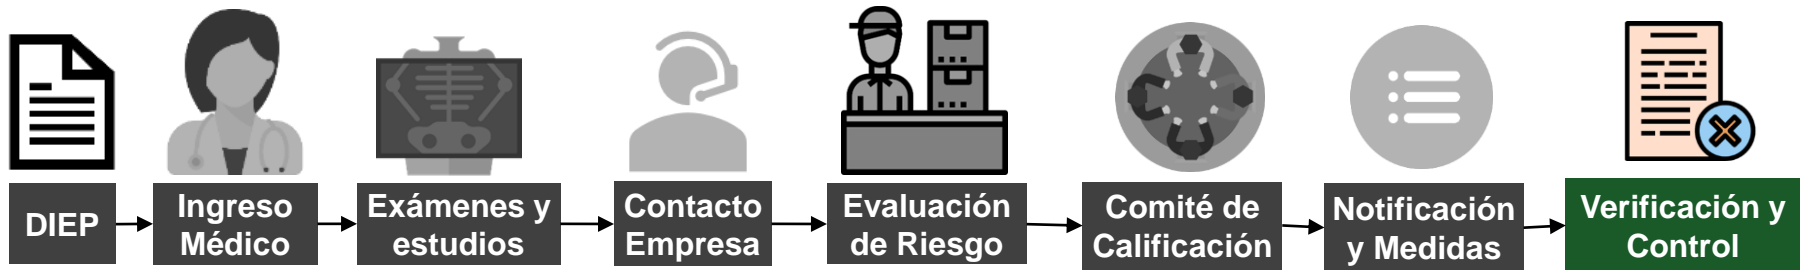 DIEP
Ingreso
Médico
Exámenes y
estudios
Contacto
Empresa
Evaluación
de Riesgo
Comité de
Calificación
Notificación
y Medidas
Verificación y
Control